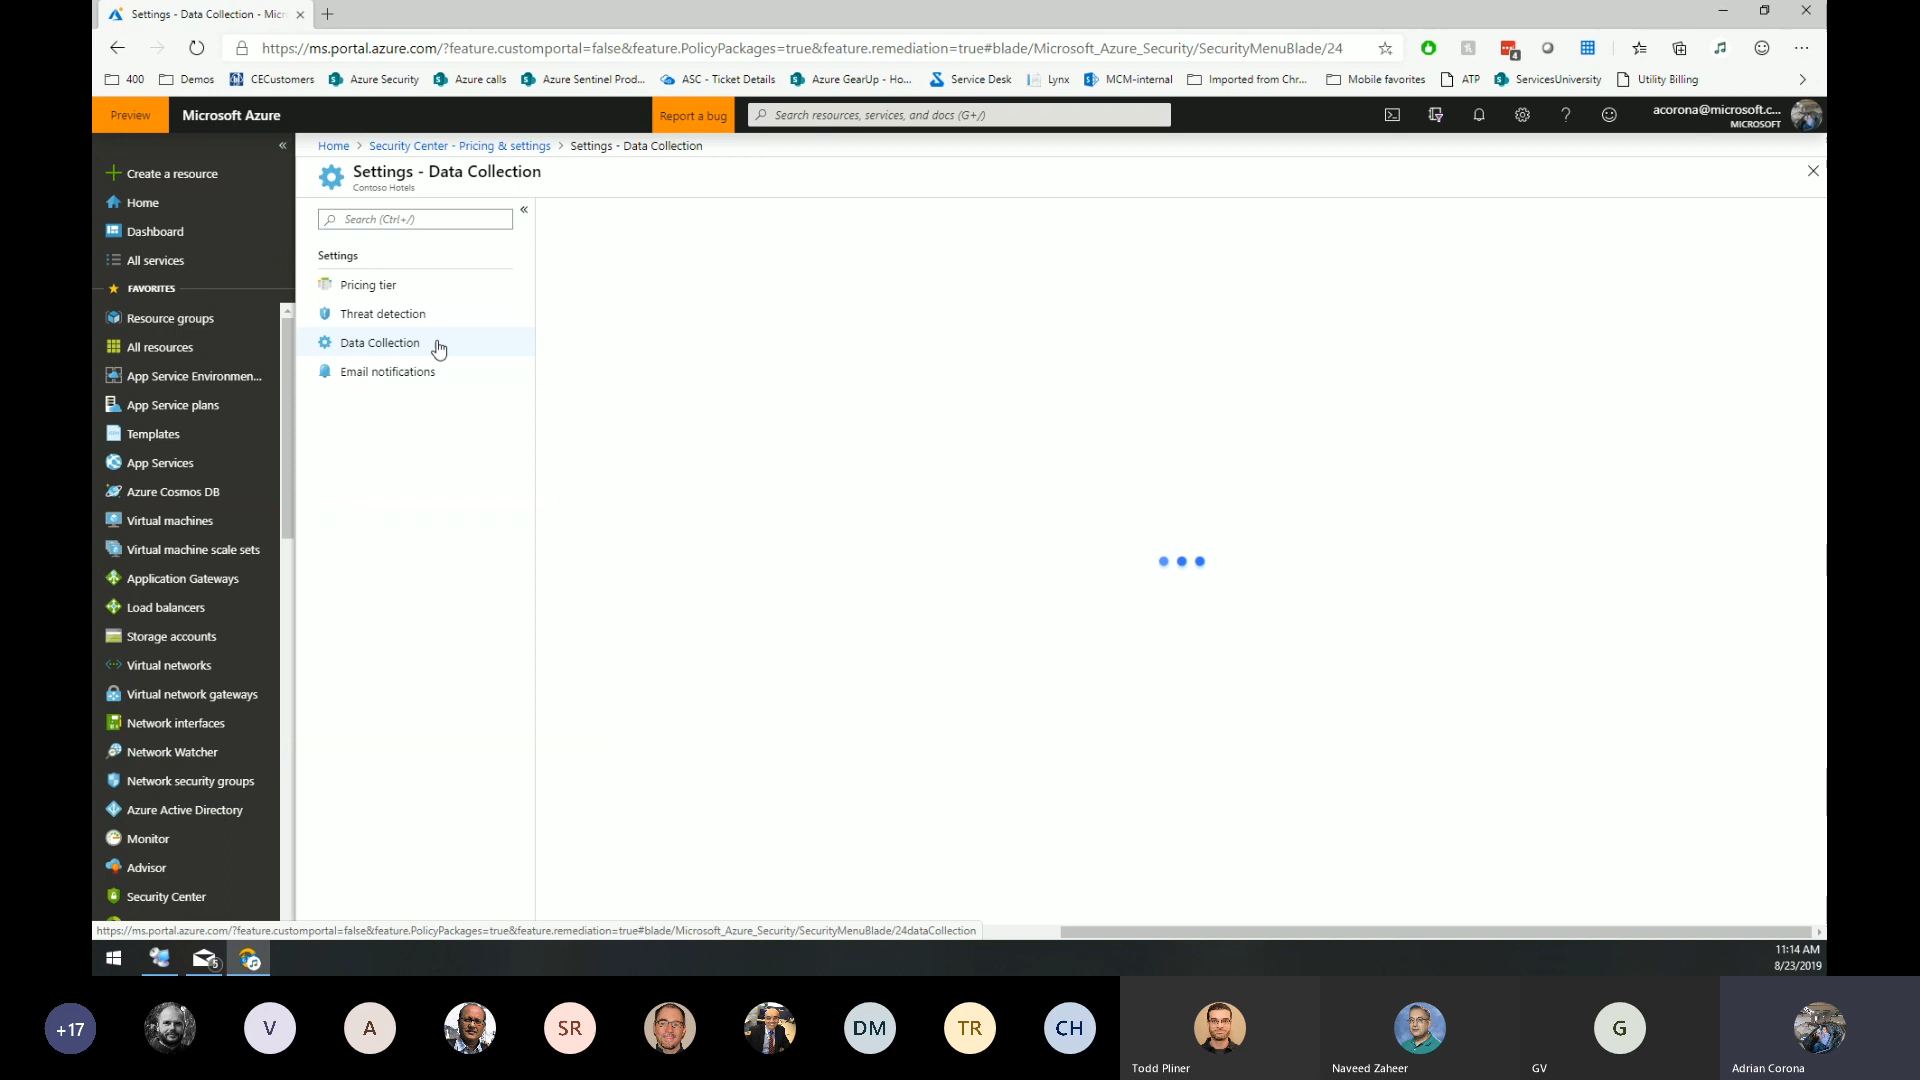 Settings - Data Collection - Micr
https://ms.portal.azure.com/?feature.customportal=false&feature.PolicyPackages=true&feature.remediation=true#blade/Microsoft_Azure_Security/SecurityMenuBlade/24
4
400 Demos CECustomers Azure Security Azure calls Azure Sentinel Prod... ASC - Ticket Details Azure GearUp - Ho... Service Desk Lynx MCM-internal Imported from Chr... Mobile favorites ATP ServicesUniversity Utility Billing
Preview Microsoft Azure Report a bug Search resources, services, and docs (G+/) acorona@microsoft.c...
MICROSOFT
Home > Security Center - Pricing & settings > Settings - Data Collection
Settings - Data Collection
Contoso Hotels
Create a resource
Home
Dashboard
All services
FAVORITES
Resource groups
All resources
App Service Environmen...
App Service plans
Templates
App Services
Azure Cosmos DB
Virtual machines
Virtual machine scale sets
Application Gateways
Load balancers
Storage accounts
Virtual networks
Virtual network gateways
Network interfaces
Network Watcher
Network security groups
Azure Active Directory
Monitor
Advisor
Security Center
Search (Ctrl+/)
Settings
Pricing tier
Threat detection
Data Collection
Email notifications
https://ms.portal.azure.com/?feature.customportal=false&feature.PolicyPackages=true&feature.remediation=true#blade/Microsoft_Azure_Security/SecurityMenuBlade/24dataCollection
5
11:14 AM
8/23/2019
+17 V A SR DM TR CH G
Todd Pliner Naveed Zaheer GV Adrian Corona